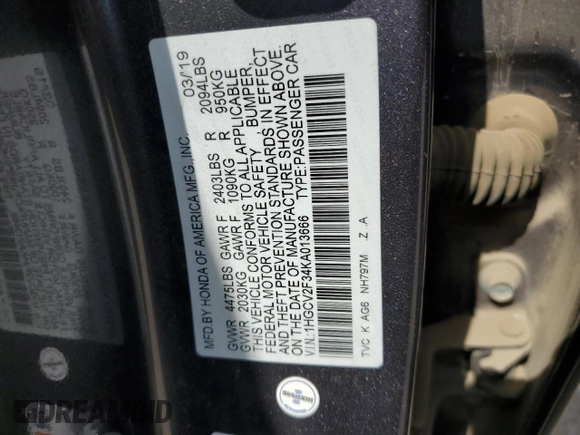 MFD.BY HONDA OF AMERICA MFG.,INC. 03/19
GVWR 4475LBS GAWR F 2403LBS R 2094LBS
GVWR 2030KG GAWR F 1090KG R 950KG
THIS VEHICLE CONFORMS TO ALL APPLICABLE
FEDERAL MOTOR VEHICLE SAFETY BUMPER,
AND THEFT PREVENTION STANDARDS IN EFFECT
ON THE DATE OF MANUFACTURE SHOWN ABOVE.
V.I.N.:1HGCV2F34KA013666 TYPE:PASSENGER CAR
TVC K AG6 NH797M Z .A
DREAMBID